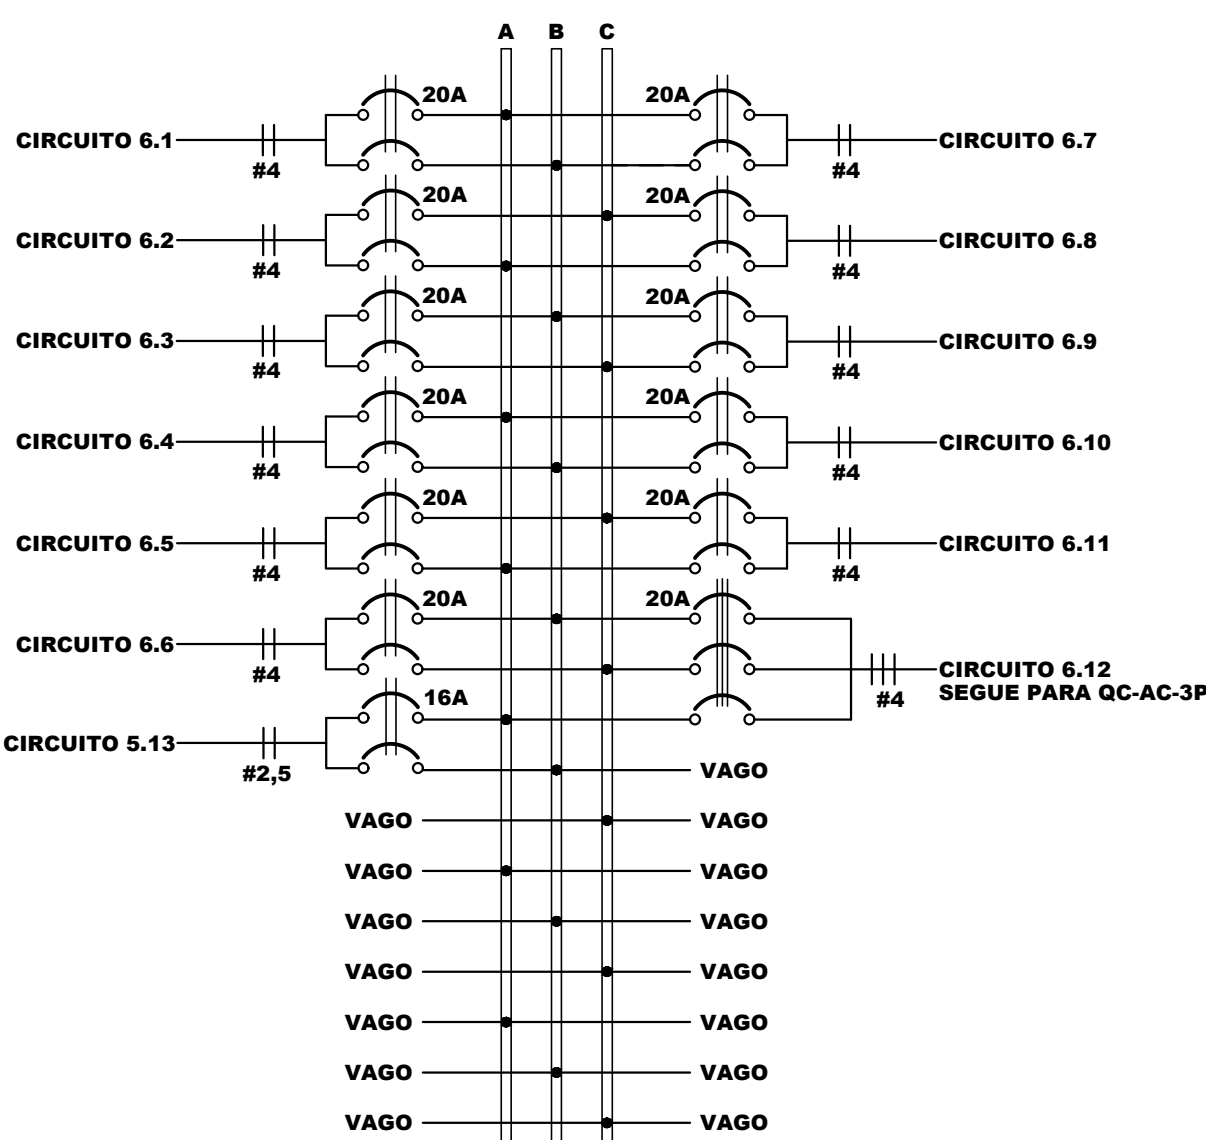 A B C
20A 20A
CIRCUITO 6.1 CIRCUITO 6.7
#4 #4
20A 20A
CIRCUITO 6.2 CIRCUITO 6.8
#4 #4
20A 20A
CIRCUITO 6.3 CIRCUITO 6.9
#4 #4
20A 20A
CIRCUITO 6.4 CIRCUITO 6.10
#4 #4
20A 20A
CIRCUITO 6.5 CIRCUITO 6.11
#4 #4
20A 20A
CIRCUITO 6.6 CIRCUITO 6.12
#4 #4 SEGUE PARA QC-AC-3P
16A
CIRCUITO 5.13
#2,5 VAGO
VAGO VAGO
VAGO VAGO
VAGO VAGO
VAGO VAGO
VAGO VAGO
VAGO VAGO
VAGO VAGO